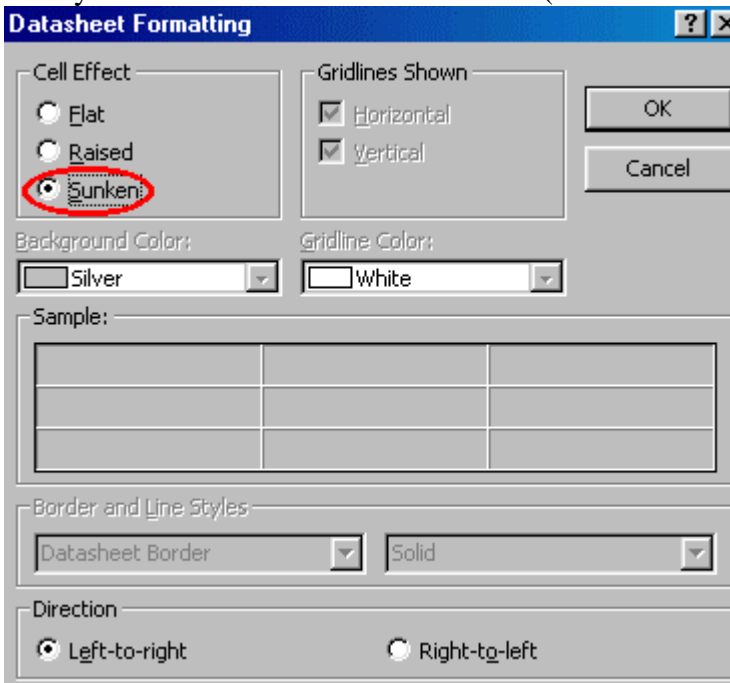 Datasheet Formatting
Cell Effect
Flat
Raised
Sunken
Gridlines Shown
Horizontal
Vertical
OK
Cancel
Background Color:
Silver
Gridline Color:
White
Sample:
Border and Line Styles
Datasheet Border
Solid
Direction
Left-to-right
Right-to-left